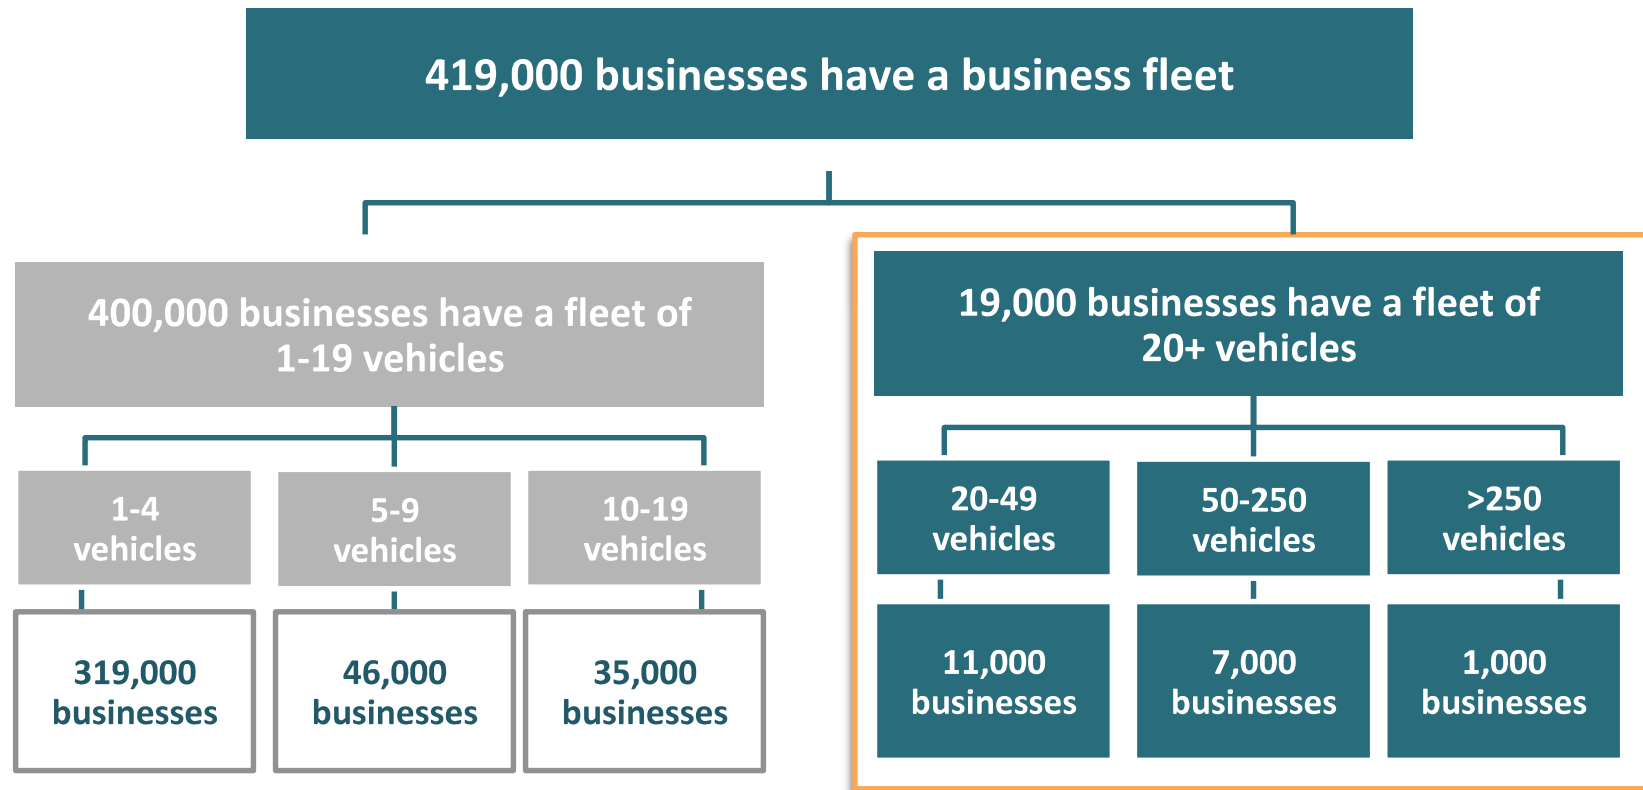 419,000 businesses have a business fleet
400,000 businesses have a fleet of
1-19 vehicles
19,000 businesses have a fleet of
20+ vehicles
1-4
vehicles
5-9
vehicles
10-19
vehicles
20-49
vehicles
50-250
vehicles
>250
vehicles
319,000
businesses
46,000
businesses
35,000
businesses
11,000
businesses
7,000
businesses
1,000
businesses